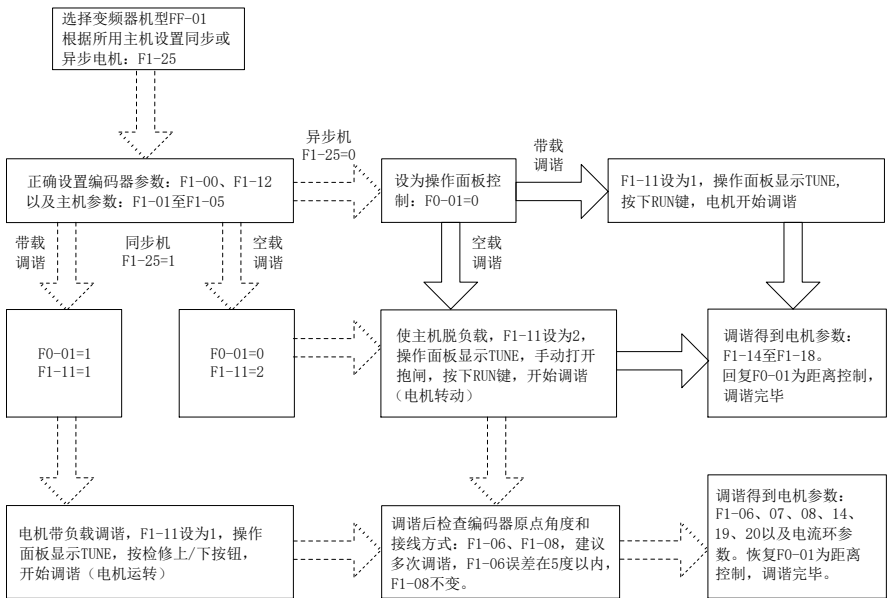 选择变频器机型FF-01
根据所用主机设置同步或
异步电机：F1-25
异步机
F1-25=0
正确设置编码器参数：F1-00、F1-12
以及主机参数：F1-01至F1-05
设为操作面板控
制：F0-01=0
带载
调谐
F1-11设为1，操作面板显示TUNE,
按下RUN键，电机开始调谐
带载
调谐
同步机
F1-25=1
空载
调谐
空载
调谐
F0-01=1
F1-11=1
F0-01=0
F1-11=2
使主机脱负载，F1-11设为2，
操作面板显示TUNE，手动打开
抱闸，按下RUN键，开始调谐
（电机转动）
调谐得到电机参数：
F1-14至F1-18。
回复F0-01为距离控制，
调谐完毕
电机带负载调谐，F1-11设为1，操作
面板显示TUNE，按检修上/下按钮，
开始调谐（电机运转）
调谐后检查编码器原点角度和
接线方式：F1-06、F1-08，建议
多次调谐，F1-06误差在5度以内，
F1-08不变。
调谐得到电机参数：
F1-06、07、08、14、
19、20以及电流环参
数。恢复F0-01为距离
控制，调谐完毕。